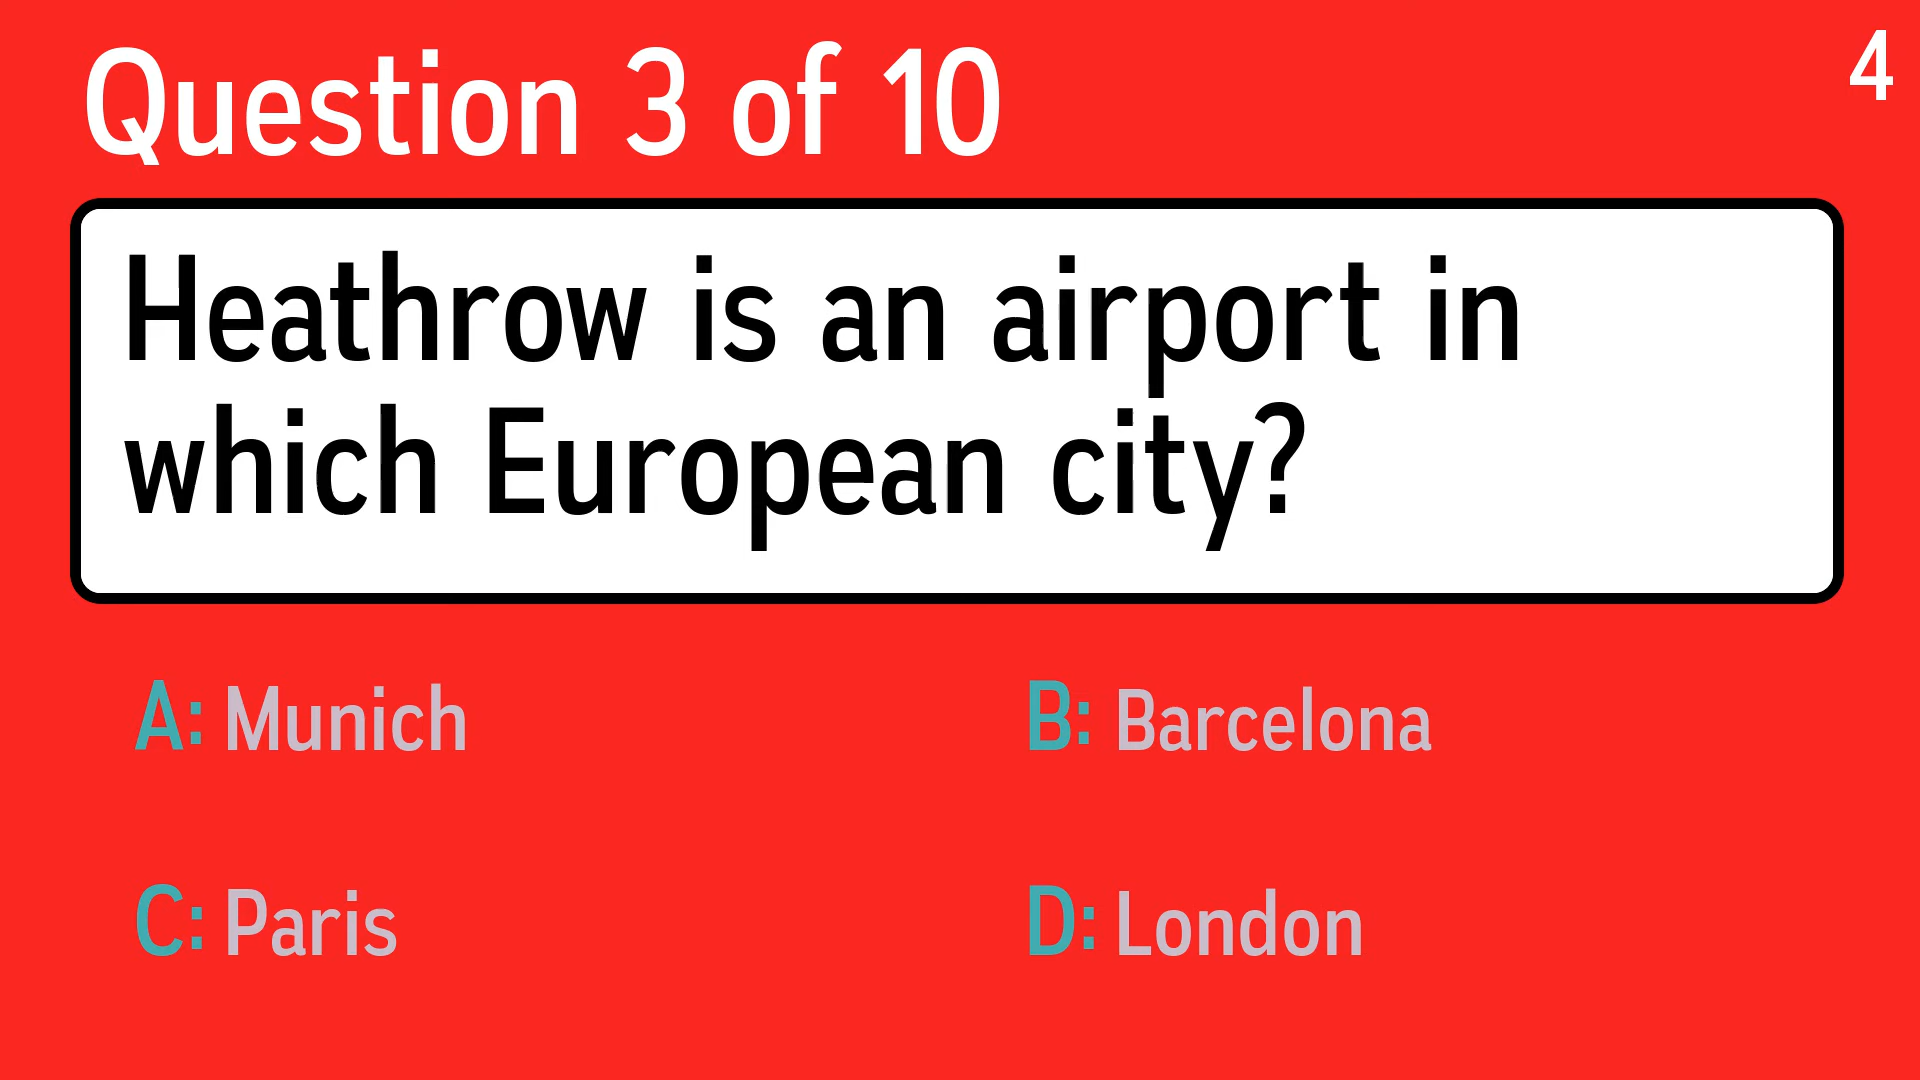 Question 3 of 10
4
Heathrow is an airport in
which European city?
A: Munich
B: Barcelona
C: Paris
D: London